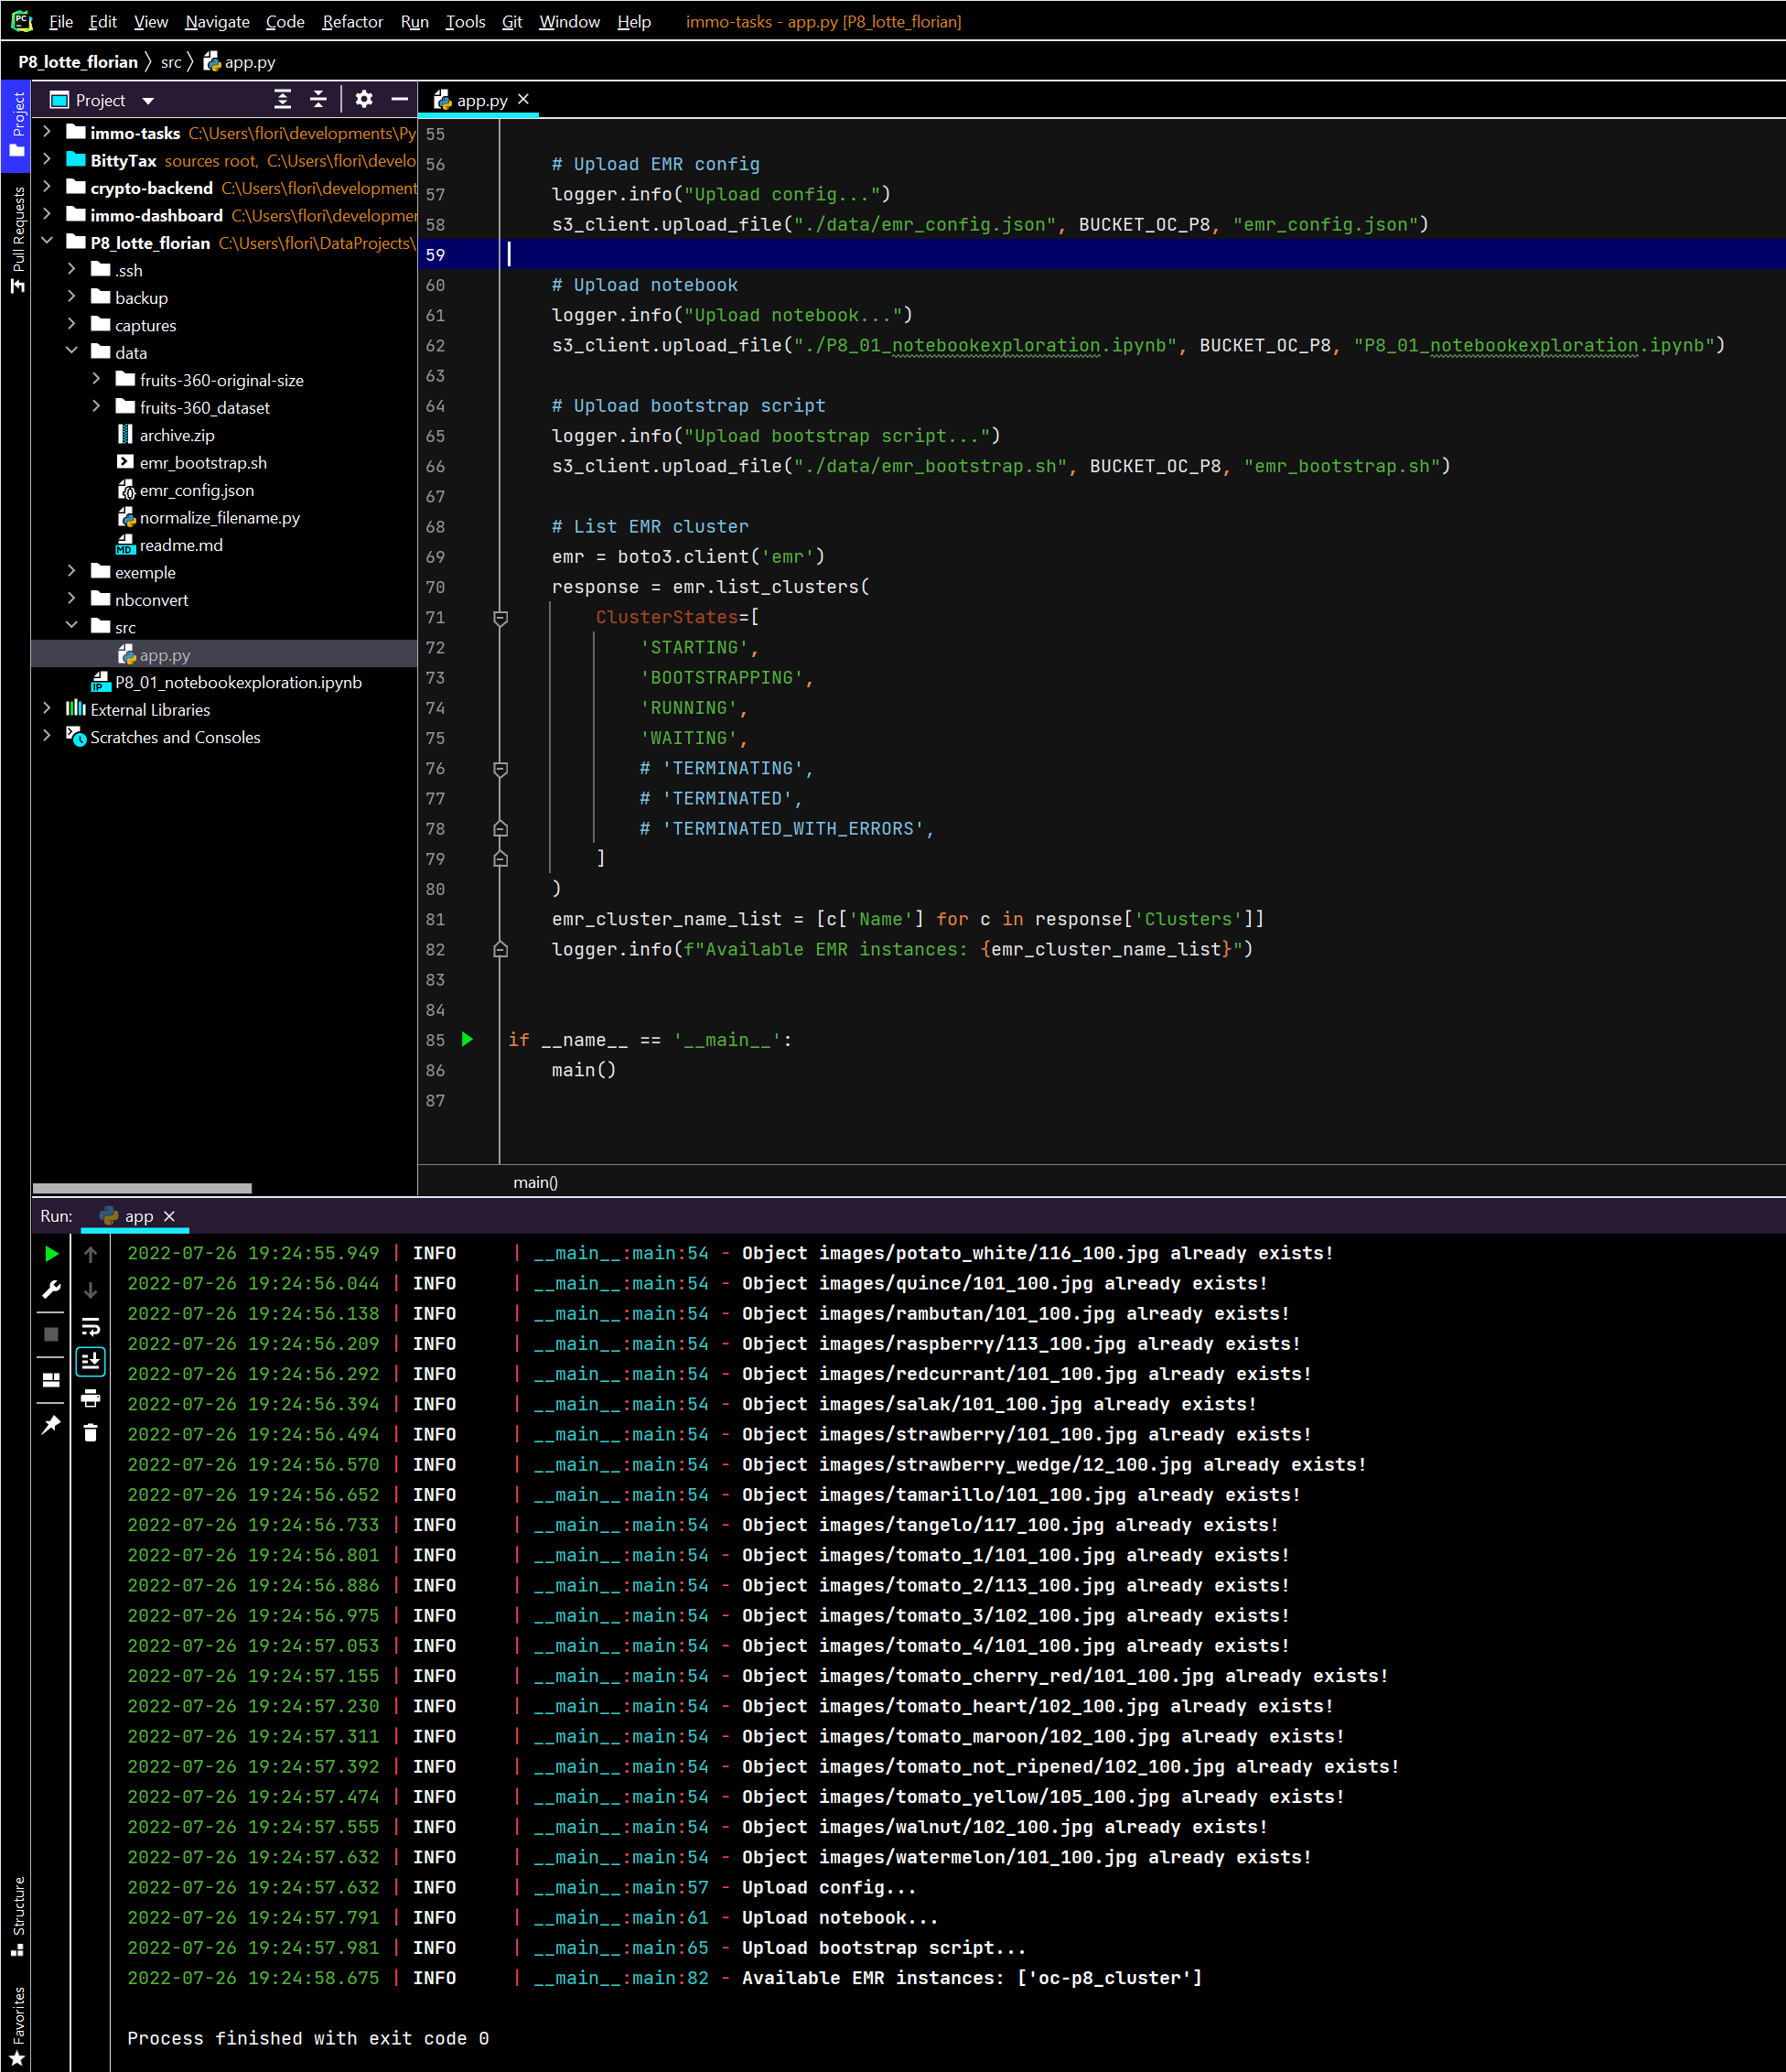 File Edit View Navigate Code Refactor Run Tools Git Window Help immo-tasks - app.py [P8_lotte_florian]
P8_lotte_florian 〉 src 〉 app.py
Project
Pull Requests
Structure
Favorites
Project
immo-tasks C:\Users\flori\developments\Py
BittyTax sources root, C:\Users\flori\develo
crypto-backend C:\Users\flori\development
immo-dashboard C:\Users\flori\developmen
P8_lotte_florian C:\Users\flori\DataProjects\
.ssh
backup
captures
data
fruits-360-original-size
fruits-360_dataset
archive.zip
emr_bootstrap.sh
emr_config.json
normalize_filename.py
readme.md
exemple
nbconvert
src
app.py
P8_01_notebookexploration.ipynb
External Libraries
Scratches and Consoles
app.py
55
56 # Upload EMR config
57 logger.info("Upload config...")
58 s3_client.upload_file("./data/emr_config.json", BUCKET_OC_P8, "emr_config.json")
59
60 # Upload notebook
61 logger.info("Upload notebook...")
62 s3_client.upload_file("./P8_01_notebookexploration.ipynb", BUCKET_OC_P8, "P8_01_notebookexploration.ipynb")
63
64 # Upload bootstrap script
65 logger.info("Upload bootstrap script...")
66 s3_client.upload_file("./data/emr_bootstrap.sh", BUCKET_OC_P8, "emr_bootstrap.sh")
67
68 # List EMR cluster
69 emr = boto3.client('emr')
70 response = emr.list_clusters(
71 ClusterStates=[
72 'STARTING',
73 'BOOTSTRAPPING',
74 'RUNNING',
75 'WAITING',
76 # 'TERMINATING',
77 # 'TERMINATED',
78 # 'TERMINATED_WITH_ERRORS',
79 ]
80 )
81 emr_cluster_name_list = [c['Name'] for c in response['Clusters']]
82 logger.info(f"Available EMR instances: {emr_cluster_name_list}")
83
84
85 if __name__ == '__main__':
86 main()
87
main()
Run: app
2022-07-26 19:24:55.949 | INFO | __main__:main:54 - Object images/potato_white/116_100.jpg already exists!
2022-07-26 19:24:56.044 | INFO | __main__:main:54 - Object images/quince/101_100.jpg already exists!
2022-07-26 19:24:56.138 | INFO | __main__:main:54 - Object images/rambutan/101_100.jpg already exists!
2022-07-26 19:24:56.209 | INFO | __main__:main:54 - Object images/raspberry/113_100.jpg already exists!
2022-07-26 19:24:56.292 | INFO | __main__:main:54 - Object images/redcurrant/101_100.jpg already exists!
2022-07-26 19:24:56.394 | INFO | __main__:main:54 - Object images/salak/101_100.jpg already exists!
2022-07-26 19:24:56.494 | INFO | __main__:main:54 - Object images/strawberry/101_100.jpg already exists!
2022-07-26 19:24:56.570 | INFO | __main__:main:54 - Object images/strawberry_wedge/12_100.jpg already exists!
2022-07-26 19:24:56.652 | INFO | __main__:main:54 - Object images/tamarillo/101_100.jpg already exists!
2022-07-26 19:24:56.733 | INFO | __main__:main:54 - Object images/tangelo/117_100.jpg already exists!
2022-07-26 19:24:56.801 | INFO | __main__:main:54 - Object images/tomato_1/101_100.jpg already exists!
2022-07-26 19:24:56.886 | INFO | __main__:main:54 - Object images/tomato_2/113_100.jpg already exists!
2022-07-26 19:24:56.975 | INFO | __main__:main:54 - Object images/tomato_3/102_100.jpg already exists!
2022-07-26 19:24:57.053 | INFO | __main__:main:54 - Object images/tomato_4/101_100.jpg already exists!
2022-07-26 19:24:57.155 | INFO | __main__:main:54 - Object images/tomato_cherry_red/101_100.jpg already exists!
2022-07-26 19:24:57.230 | INFO | __main__:main:54 - Object images/tomato_heart/102_100.jpg already exists!
2022-07-26 19:24:57.311 | INFO | __main__:main:54 - Object images/tomato_maroon/102_100.jpg already exists!
2022-07-26 19:24:57.392 | INFO | __main__:main:54 - Object images/tomato_not_ripened/102_100.jpg already exists!
2022-07-26 19:24:57.474 | INFO | __main__:main:54 - Object images/tomato_yellow/105_100.jpg already exists!
2022-07-26 19:24:57.555 | INFO | __main__:main:54 - Object images/walnut/102_100.jpg already exists!
2022-07-26 19:24:57.632 | INFO | __main__:main:54 - Object images/watermelon/101_100.jpg already exists!
2022-07-26 19:24:57.632 | INFO | __main__:main:57 - Upload config...
2022-07-26 19:24:57.791 | INFO | __main__:main:61 - Upload notebook...
2022-07-26 19:24:57.981 | INFO | __main__:main:65 - Upload bootstrap script...
2022-07-26 19:24:58.675 | INFO | __main__:main:82 - Available EMR instances: ['oc-p8_cluster']
Process finished with exit code 0